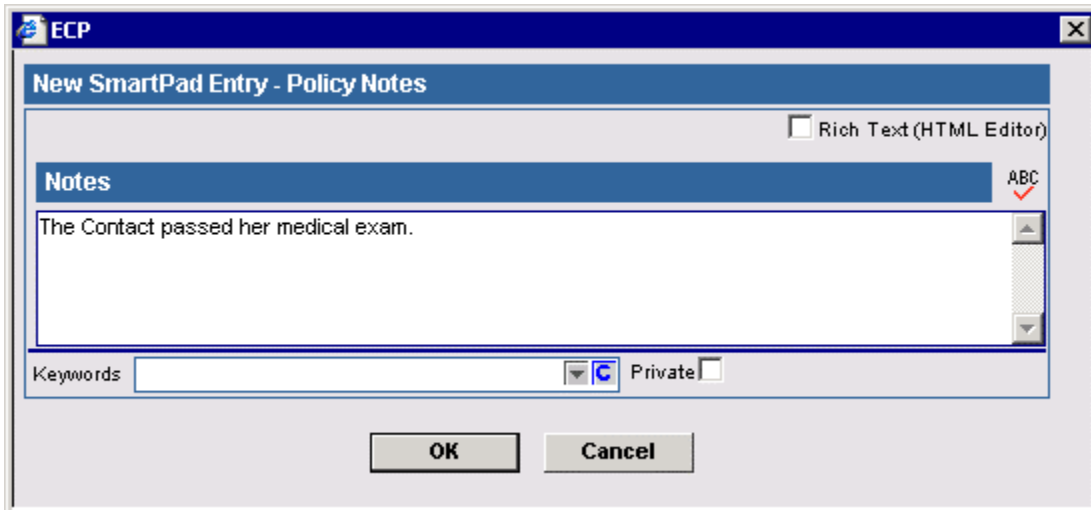 ECP
New SmartPad Entry - Policy Notes
Rich Text (HTML Editor)
Notes
ABC
The Contact passed her medical exam.
Keywords C Private
OK Cancel